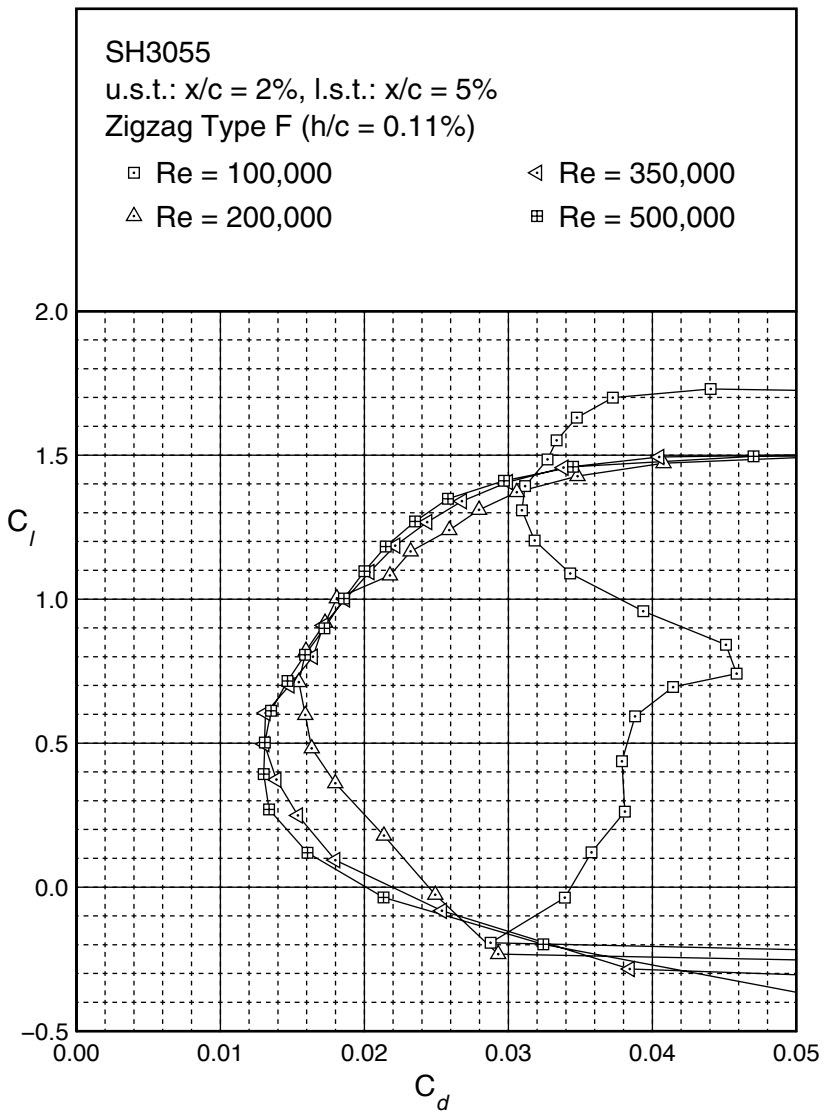 SH3055
u.s.t.: x/c = 2%, l.s.t.: x/c = 5%
Zigzag Type F (h/c = 0.11%)
Re = 100,000
Re = 350,000
Re = 200,000
Re = 500,000
2.0
1.5
C_l
1.0
0.5
0.0
−0.5
0.00 0.01 0.02 0.03 0.04 0.05
C_d